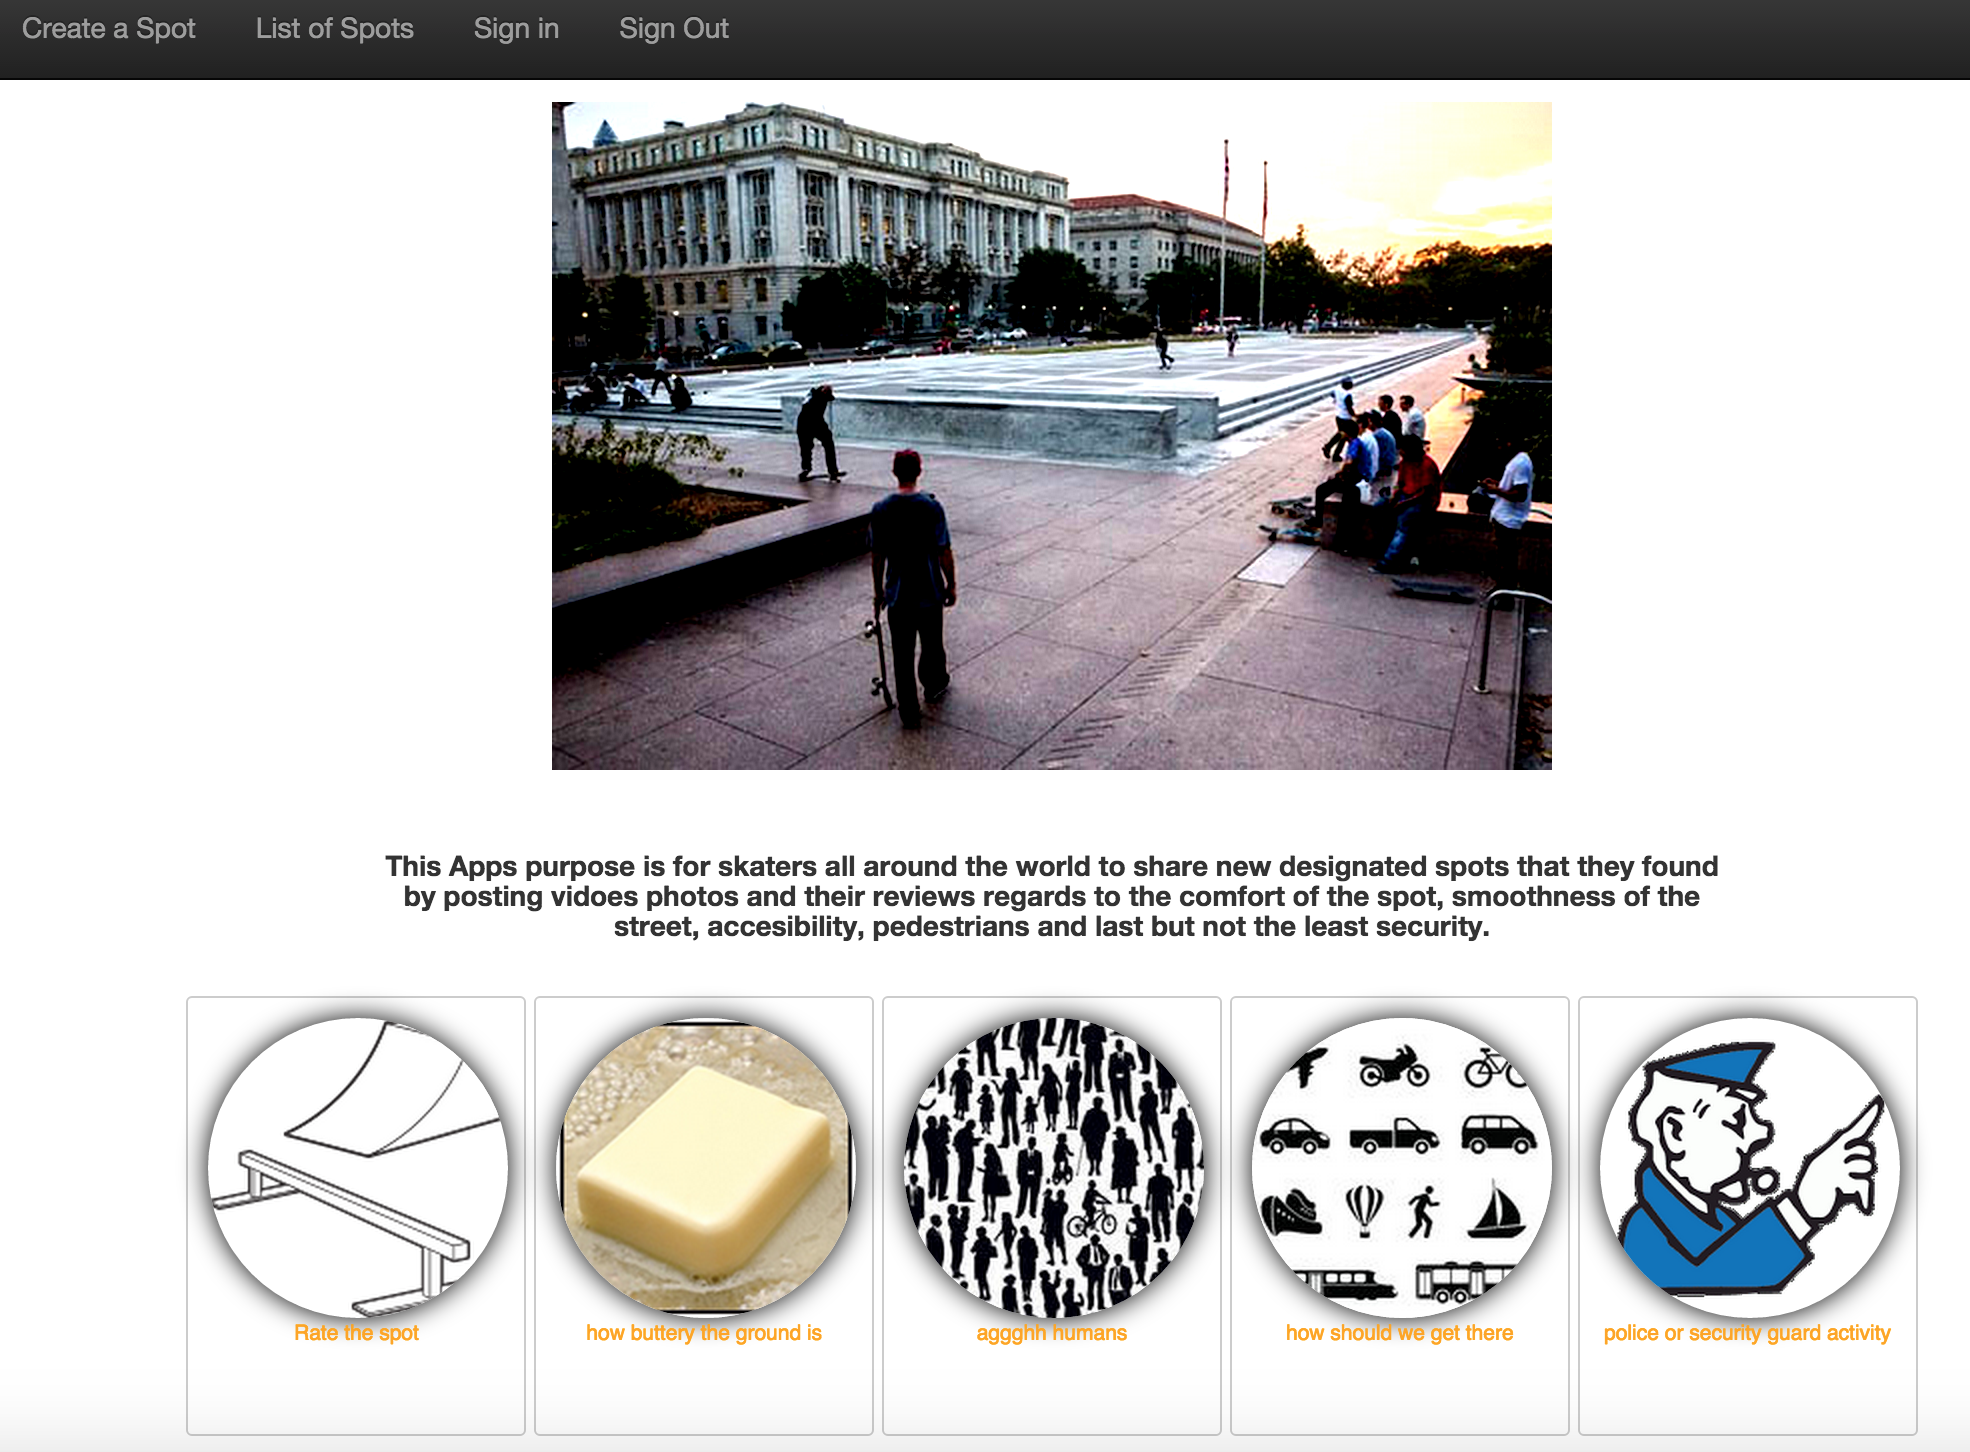 Create a Spot List of Spots Sign in Sign Out
This Apps purpose is for skaters all around the world to share new designated spots that they found
by posting vidoes photos and their reviews regards to the comfort of the spot, smoothness of the
street, accesibility, pedestrians and last but not the least security.
Rate the spot
how buttery the ground is
aggghh humans
how should we get there
police or security guard activity